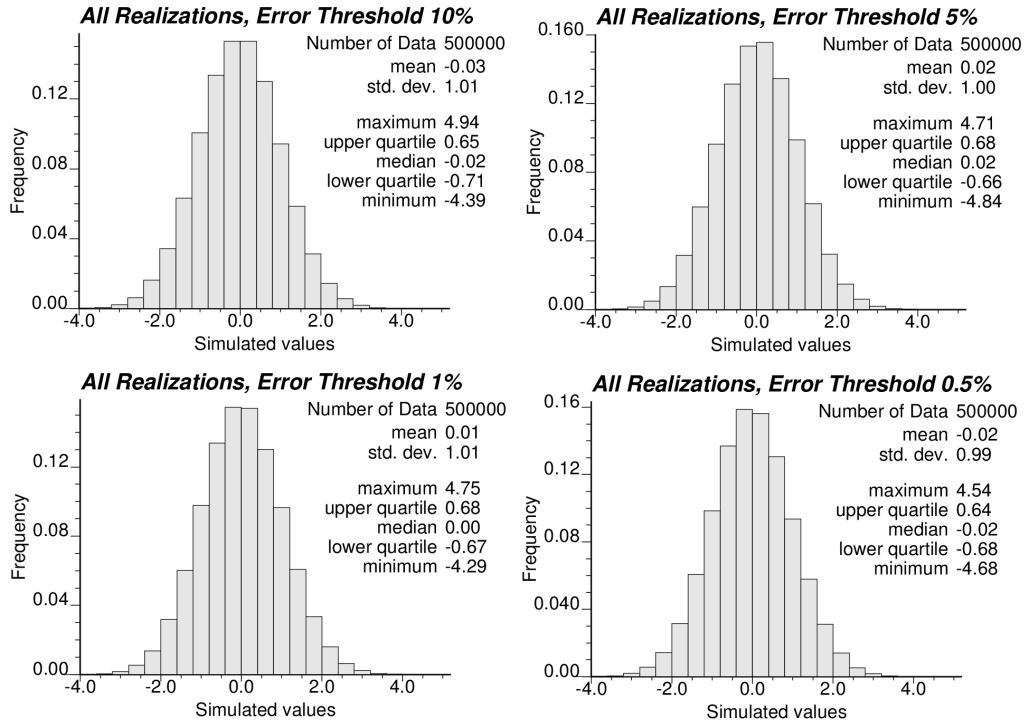 All Realizations, Error Threshold 10%
Number of Data 500000
mean -0.03
std. dev. 1.01
maximum 4.94
upper quartile 0.65
median -0.02
lower quartile -0.71
minimum -4.39
Frequency
0.12
0.08
0.04
0.00
-4.0 -2.0 0.0 2.0 4.0
Simulated values
All Realizations, Error Threshold 5%
Number of Data 500000
mean 0.02
std. dev. 1.00
maximum 4.71
upper quartile 0.68
median 0.02
lower quartile -0.66
minimum -4.84
Frequency
0.160
0.12
0.08
0.04
0.00
-4.0 -2.0 0.0 2.0 4.0
Simulated values
All Realizations, Error Threshold 1%
Number of Data 500000
mean 0.01
std. dev. 1.01
maximum 4.75
upper quartile 0.68
median 0.00
lower quartile -0.67
minimum -4.29
Frequency
0.12
0.08
0.04
0.00
-4.0 -2.0 0.0 2.0 4.0
Simulated values
All Realizations, Error Threshold 0.5%
Number of Data 500000
mean -0.02
std. dev. 0.99
maximum 4.54
upper quartile 0.64
median -0.02
lower quartile -0.68
minimum -4.68
Frequency
0.16
0.12
0.08
0.040
0.00
-4.0 -2.0 0.0 2.0 4.0
Simulated values